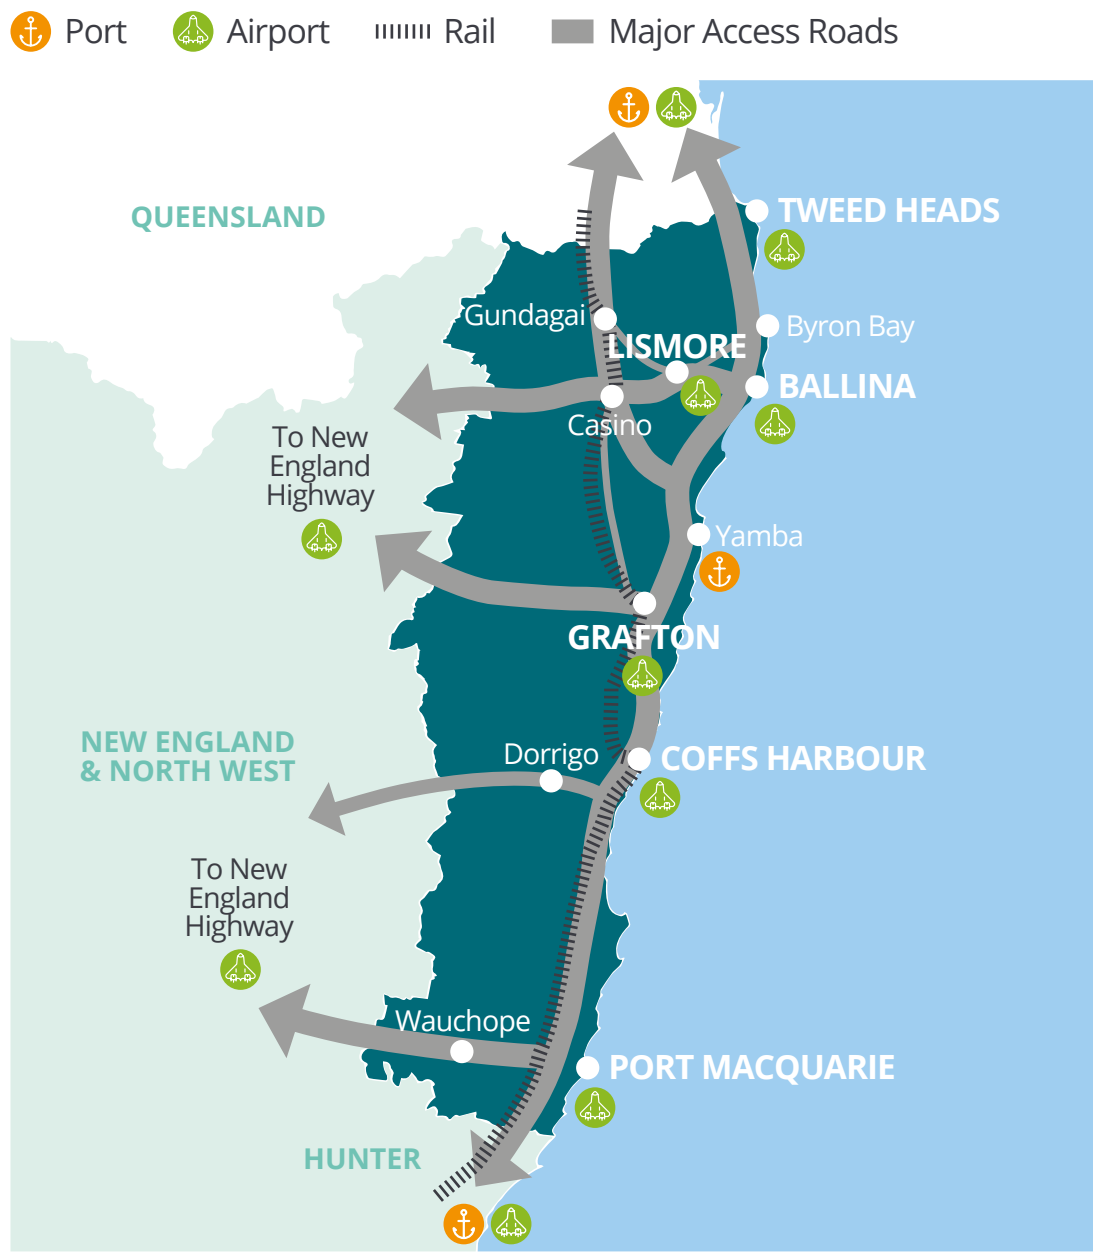 Port
Airport
Rail
Major Access Roads
QUEENSLAND
TWEED HEADS
Gundagai
Byron Bay
LISMORE
BALLINA
Casino
To New
England
Highway
Yamba
GRAFTON
NEW ENGLAND
& NORTH WEST
Dorrigo
COFFS HARBOUR
To New
England
Highway
Wauchope
PORT MACQUARIE
HUNTER